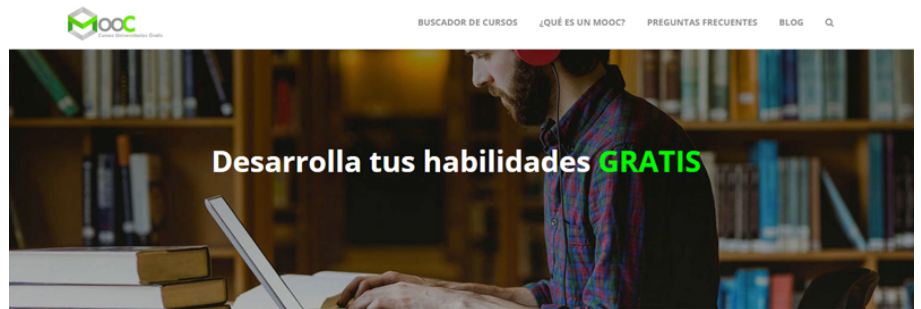 MOOC
Cursos Universitarios Gratis
BUSCADOR DE CURSOS ¿QUÉ ES UN MOOC? PREGUNTAS FRECUENTES BLOG
Desarrolla tus habilidades GRATIS